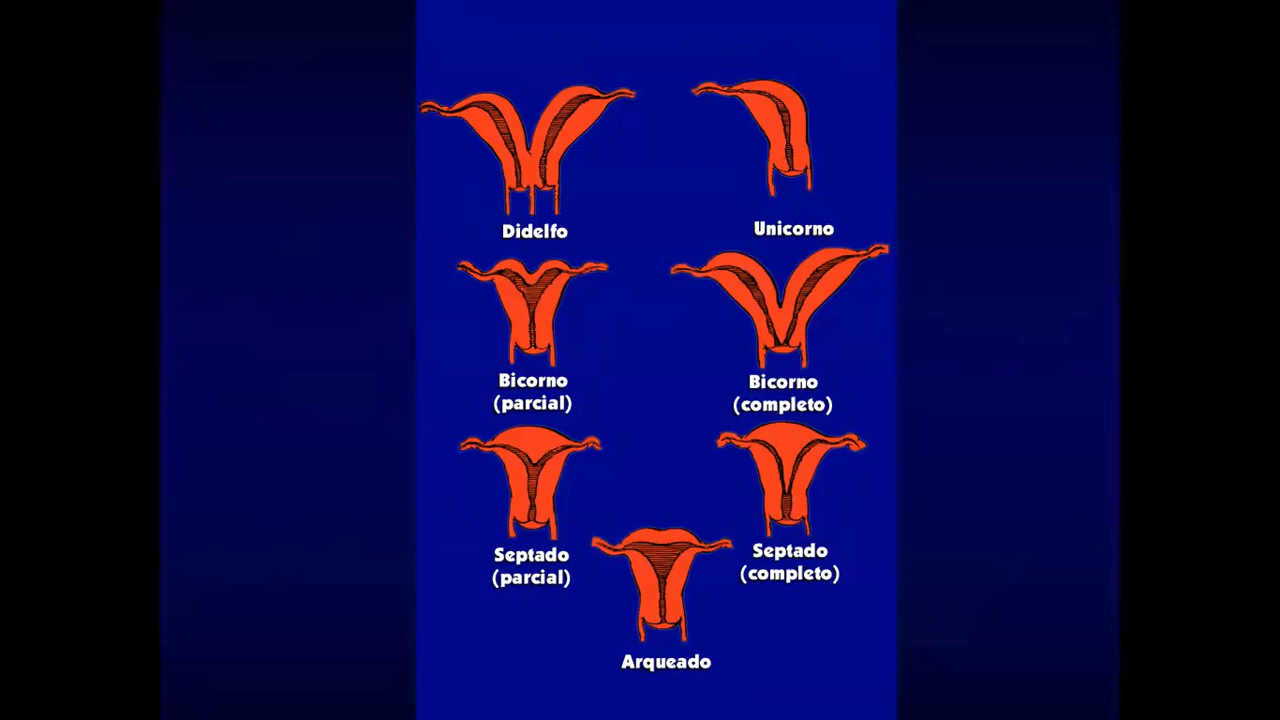 Didelfo
Unicorno
Bicorno
(parcial)
Bicorno
(completo)
Septado
(parcial)
Septado
(completo)
Arqueado